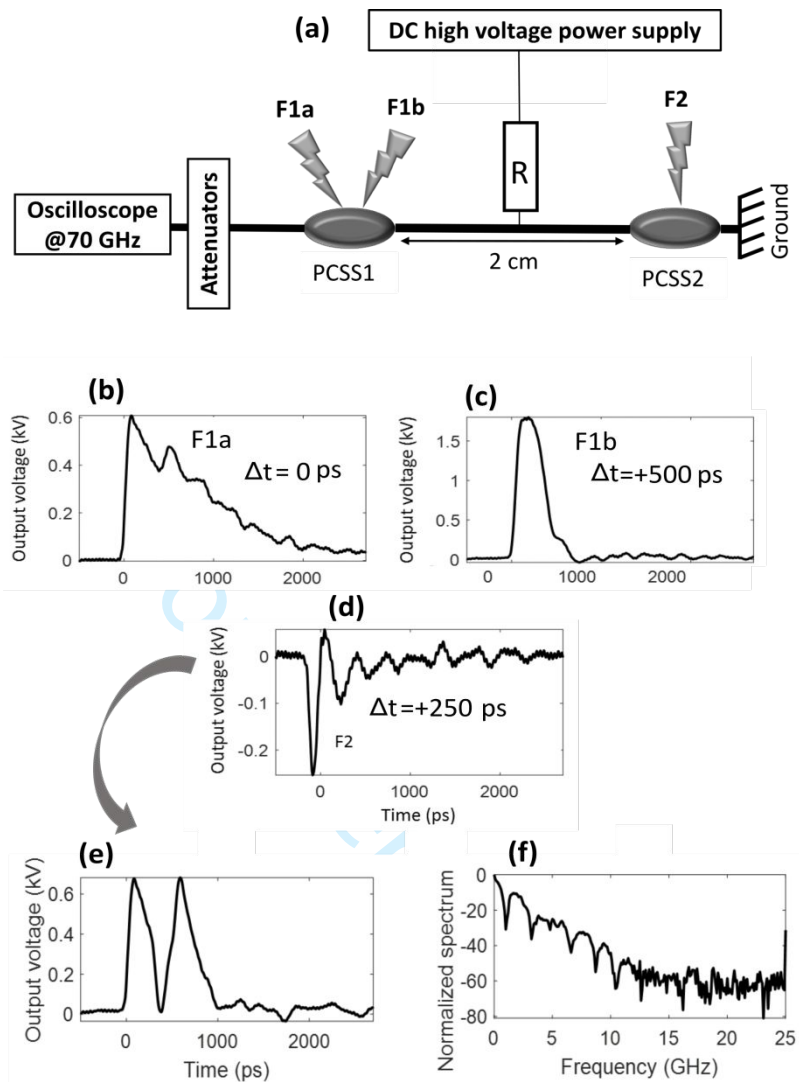 (a)
DC high voltage power supply
F1a
F1b
F2
R
Oscilloscope
@70 GHz
Attenuators
PCSS1
2 cm
PCSS2
Ground
(b)
Output voltage (kV)
0.6
0.4
0.2
0
F1a
Δt = 0 ps
0
1000
2000
(c)
Output voltage (kV)
1.5
1
0.5
0
F1b
Δt=+500 ps
0
1000
2000
(d)
Output voltage (kV)
0
-0.1
-0.2
Δt=+250 ps
F2
0
1000
2000
Time (ps)
(e)
Output voltage (kV)
0.6
0.4
0.2
0
0
1000
2000
Time (ps)
(f)
Normalized spectrum
0
-20
-40
-60
-80
0
5
10
15
20
25
Frequency (GHz)